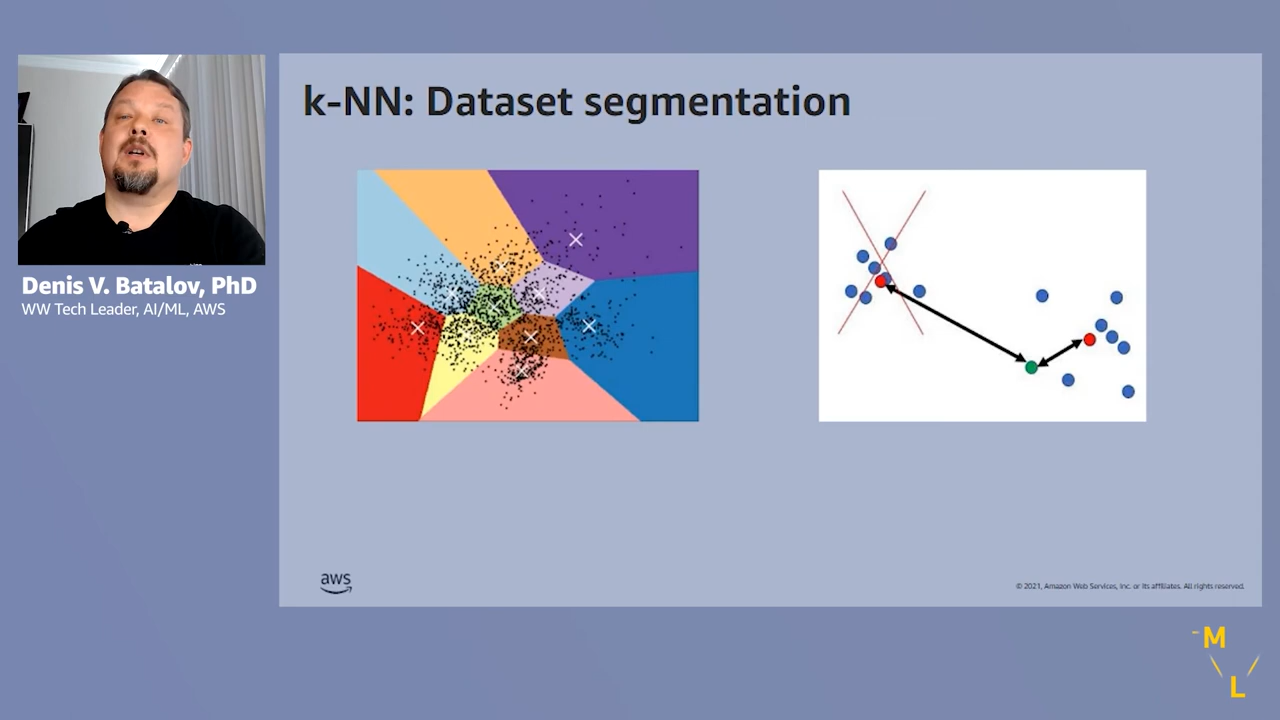 k-NN: Dataset segmentation
Denis V. Batalov, PhD
WW Tech Leader, AI/ML, AWS
aws
© 2021, Amazon Web Services, Inc. or its affiliates. All rights reserved.
M
L